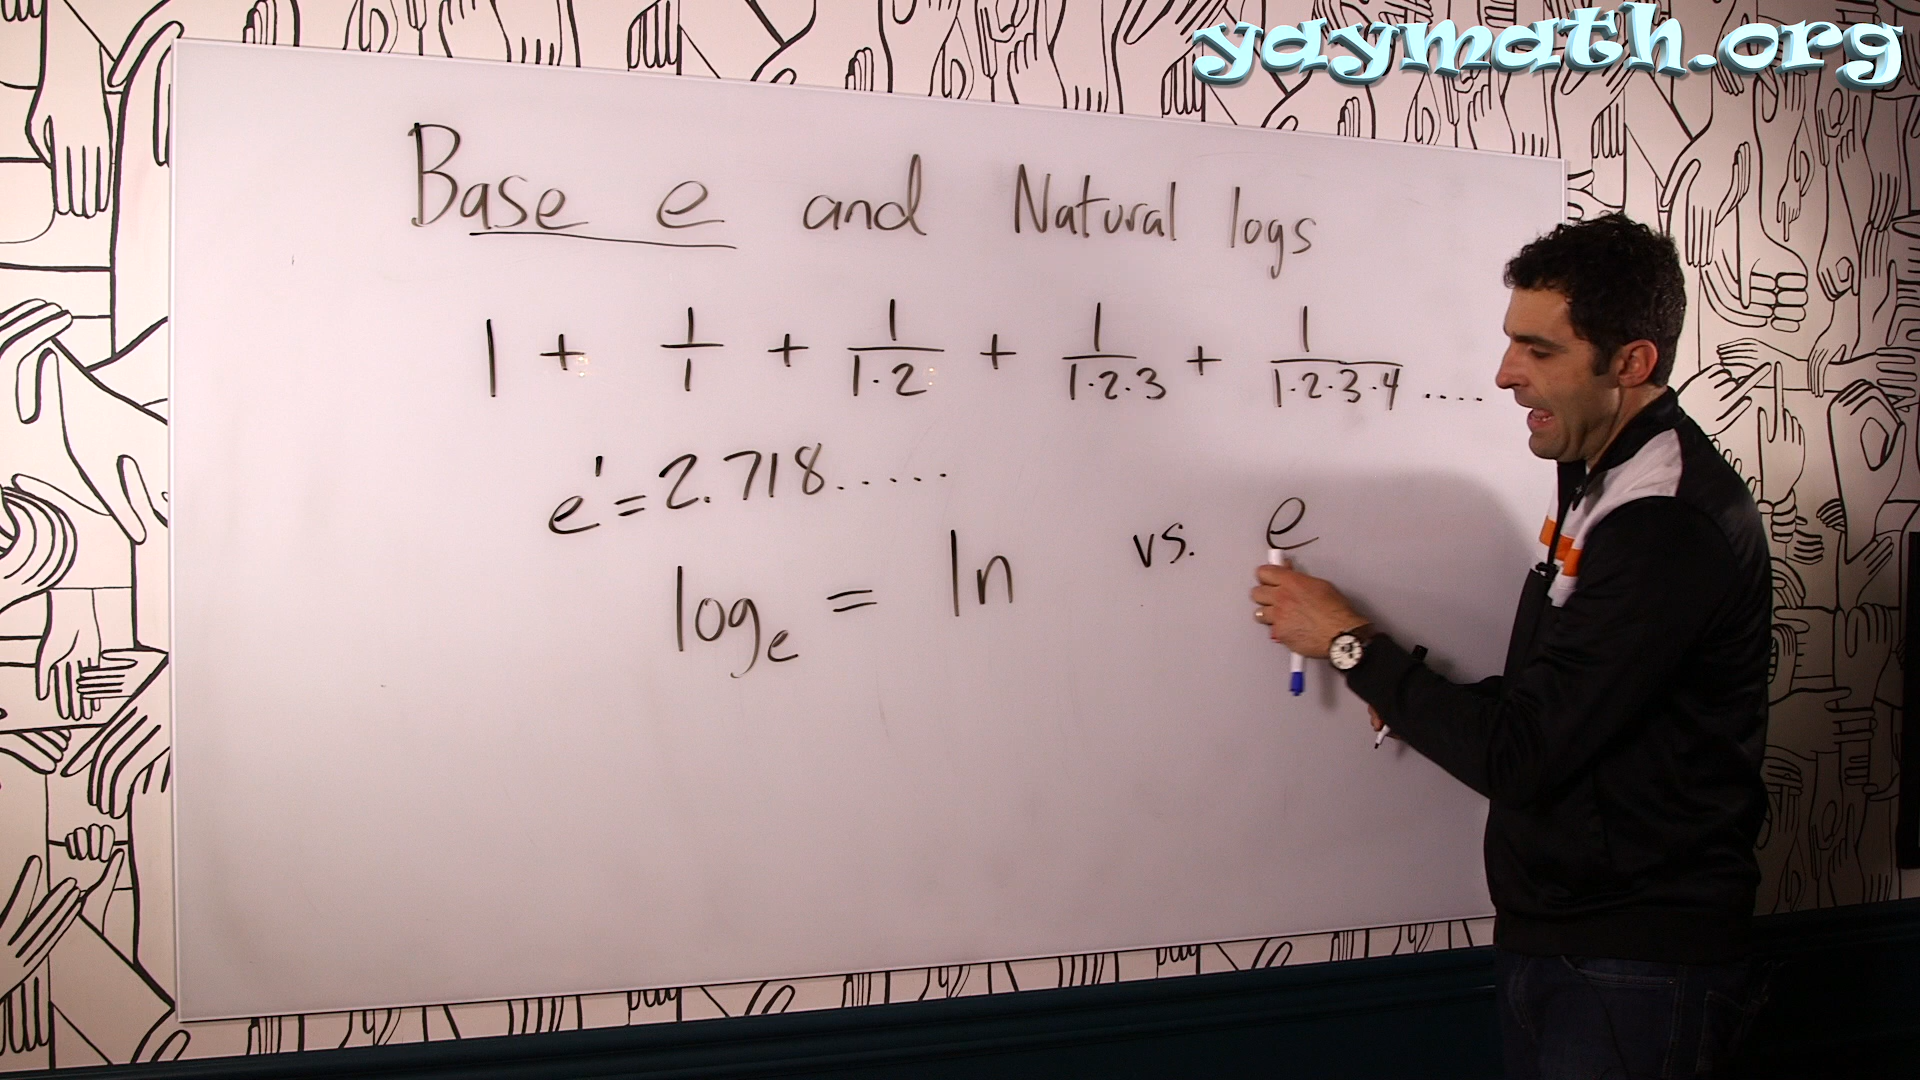 yaymath.org
Base e and Natural logs
1 + 1/1 + 1/1·2 + 1/1·2·3 + 1/1·2·3·4 ....
e¹ = 2.718.....
logₑ = ln vs. e